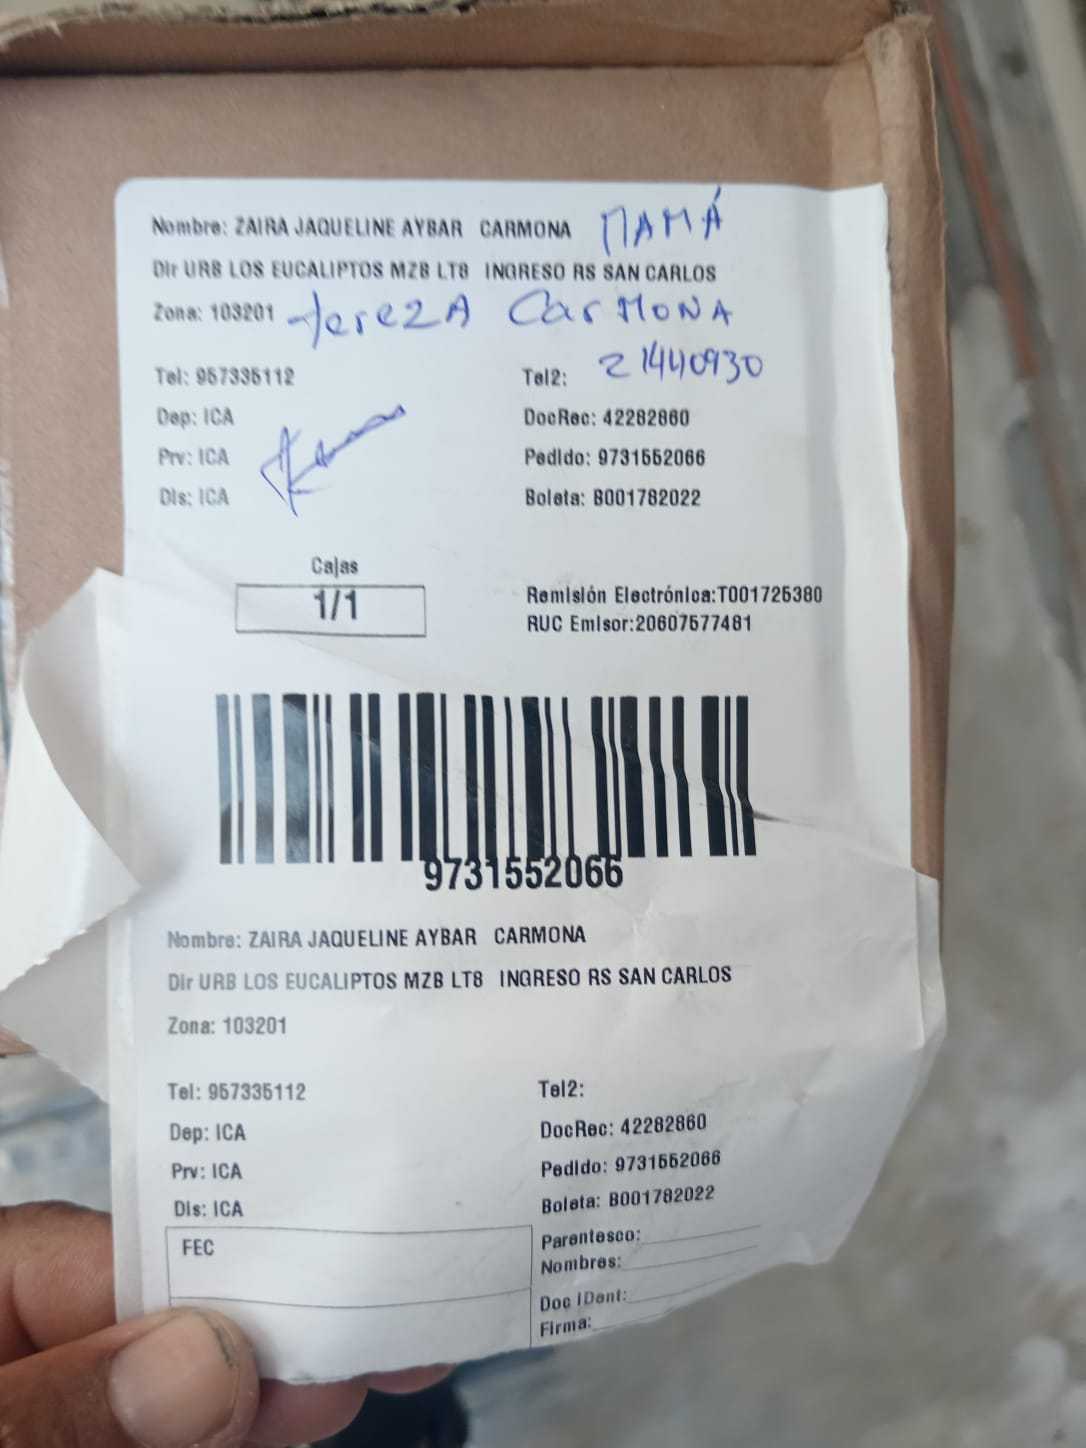 Nombre: ZAIRA JAQUELINE AYBAR CARMONA MAMÁ
Dir URB LOS EUCALIPTOS MZB LT8 INGRESO RS SAN CARLOS
Zona: 103201 tereza Carmona
Tel: 957335112 Tel2: 21440930
Dep: ICA DocRec: 42282860
Prv: ICA Pedido: 9731552066
Dis: ICA Boleta: B001782022
Cajas
1/1
Remisión Electrónica:T001725380
RUC Emisor:20607577481
9731552066
Nombre: ZAIRA JAQUELINE AYBAR CARMONA
Dir URB LOS EUCALIPTOS MZB LT8 INGRESO RS SAN CARLOS
Zona: 103201
Tel: 957335112 Tel2:
Dep: ICA DocRec: 42282860
Prv: ICA Pedido: 9731552066
Dis: ICA Boleta: B001782022
FEC Parentesco:
Nombres:
Doc IDent:
Firma: